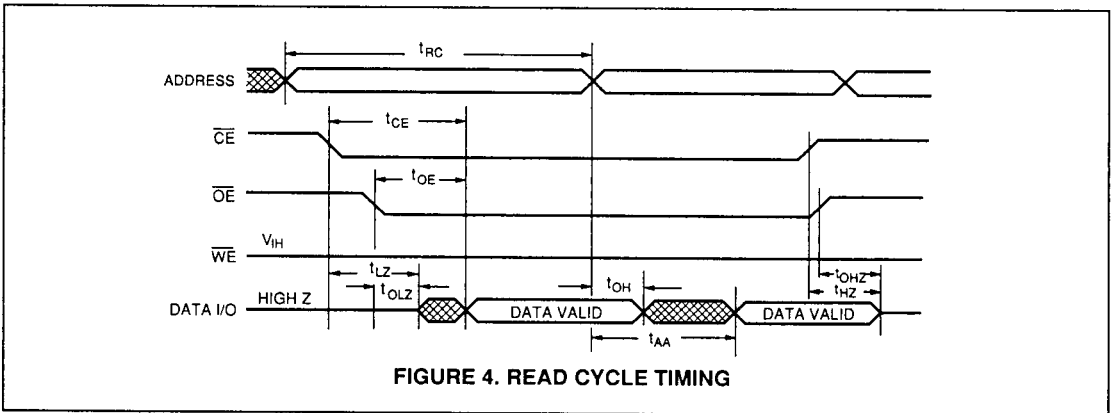 tRC
ADDRESS
tCE
CE
tOE
OE
VIH
WE
tLZ
tOHZ
tOLZ
tOH
tHZ
HIGH Z
DATA I/O
DATA VALID
DATA VALID
tAA
FIGURE 4. READ CYCLE TIMING